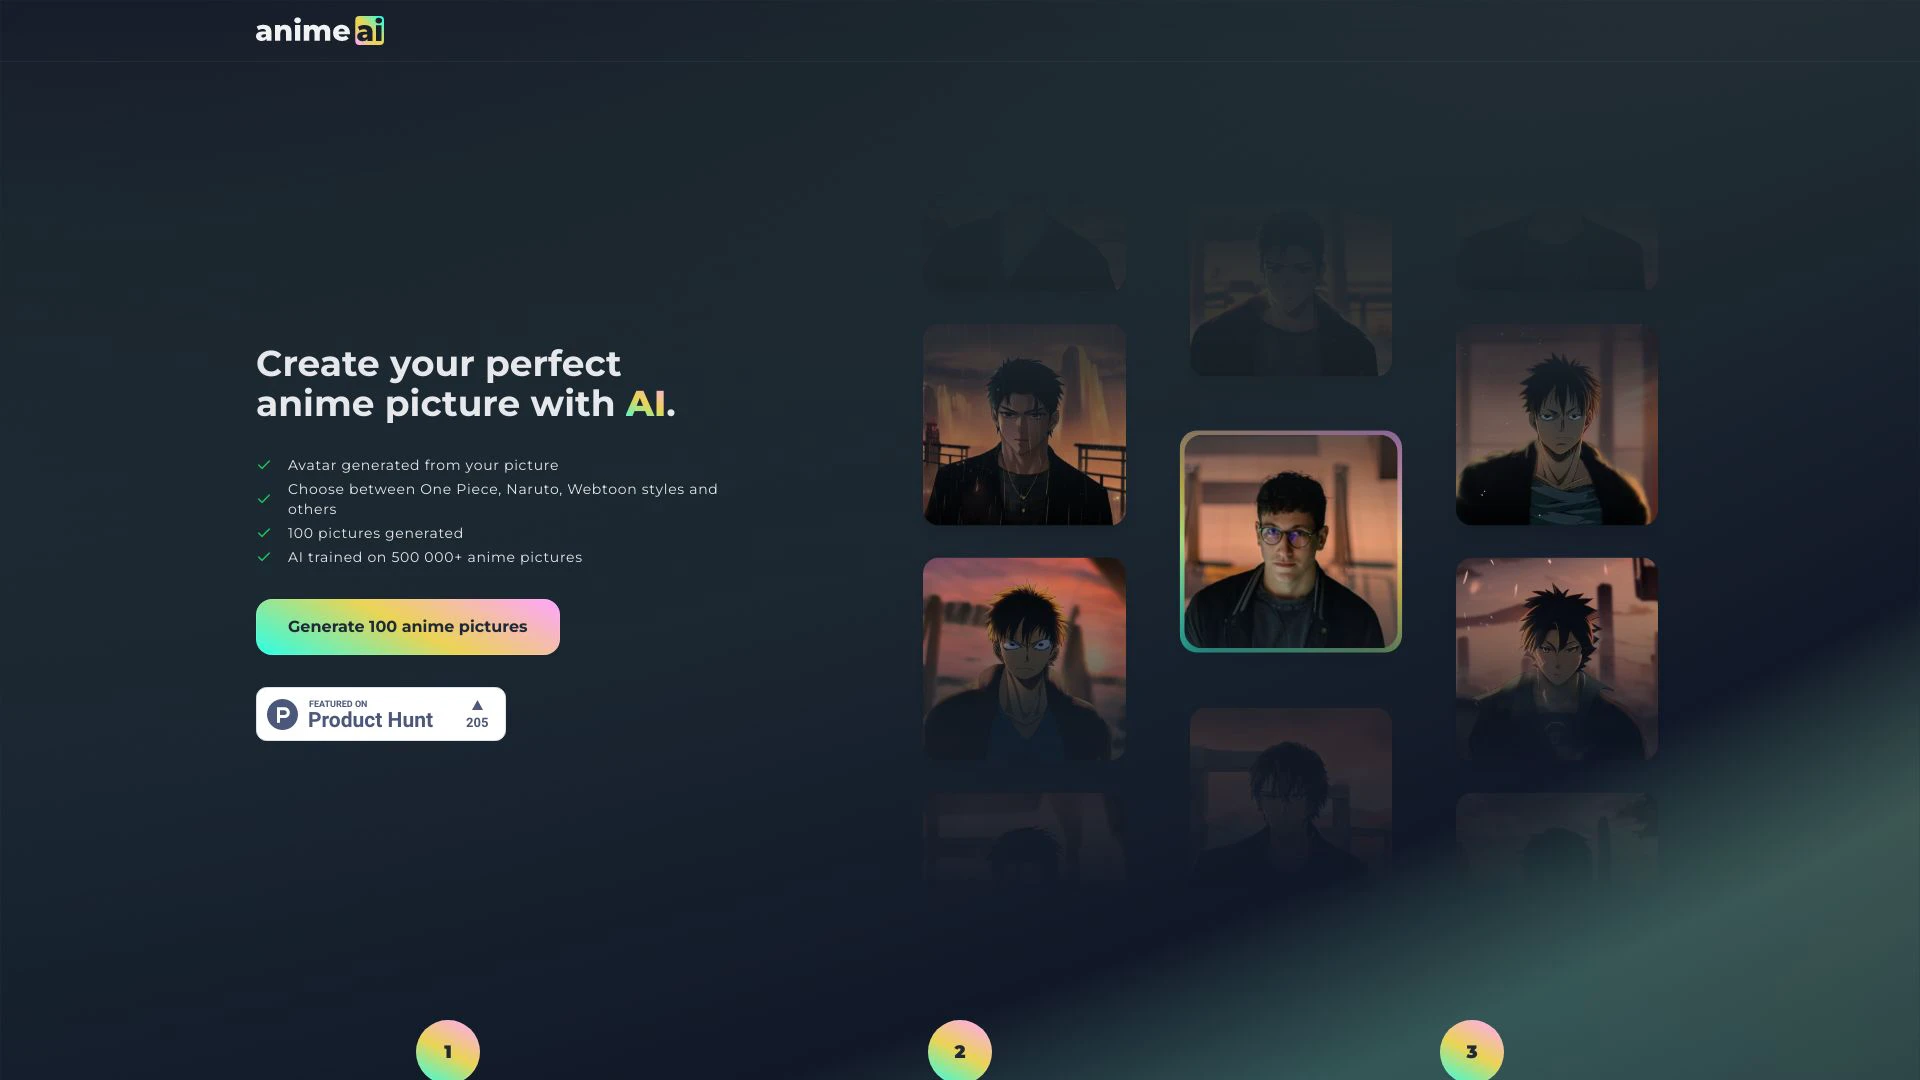 anime ai
Create your perfect
anime picture with AI.
Avatar generated from your picture
Choose between One Piece, Naruto, Webtoon styles and
others
100 pictures generated
AI trained on 500 000+ anime pictures
Generate 100 anime pictures
P
FEATURED ON
Product Hunt
205
1
2
3